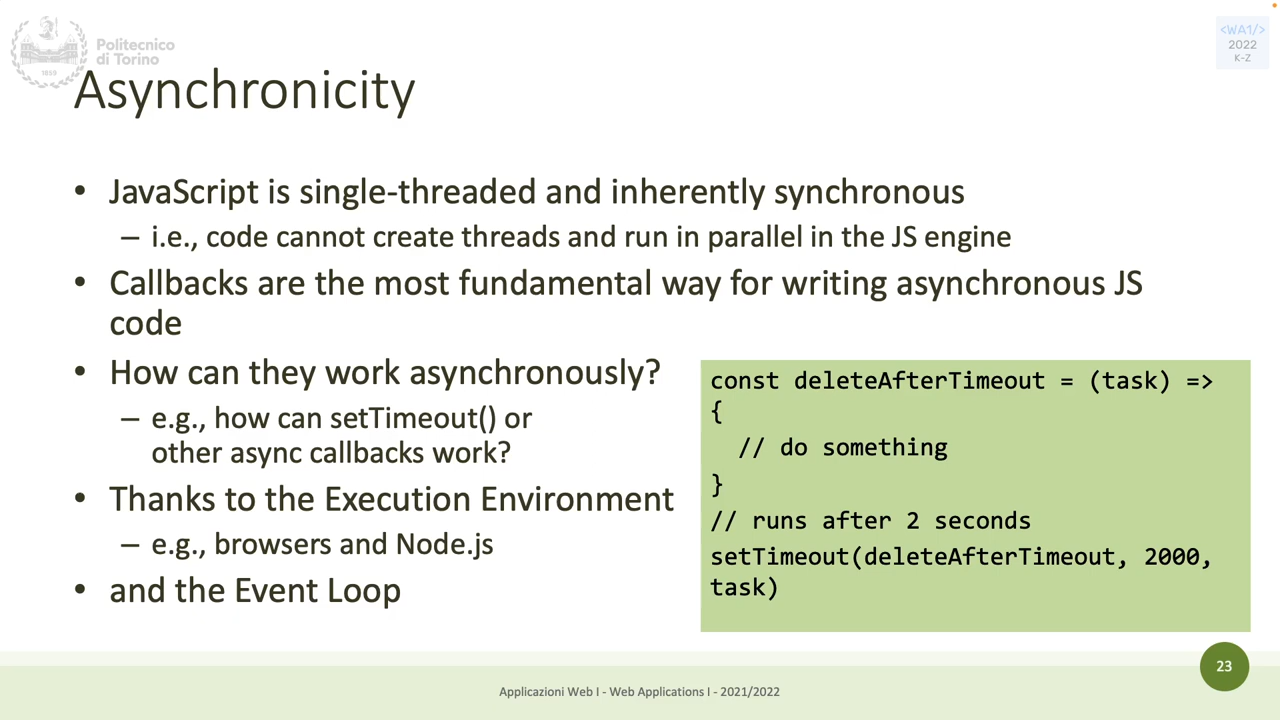 Politecnico
di Torino
1859
<WA1/>
2022
K-Z
Asynchronicity
• JavaScript is single-threaded and inherently synchronous
– i.e., code cannot create threads and run in parallel in the JS engine
• Callbacks are the most fundamental way for writing asynchronous JS
code
• How can they work asynchronously?
– e.g., how can setTimeout() or
other async callbacks work?
• Thanks to the Execution Environment
– e.g., browsers and Node.js
• and the Event Loop
const deleteAfterTimeout = (task) =>
{
// do something
}
// runs after 2 seconds
setTimeout(deleteAfterTimeout, 2000,
task)
23
Applicazioni Web I - Web Applications I - 2021/2022